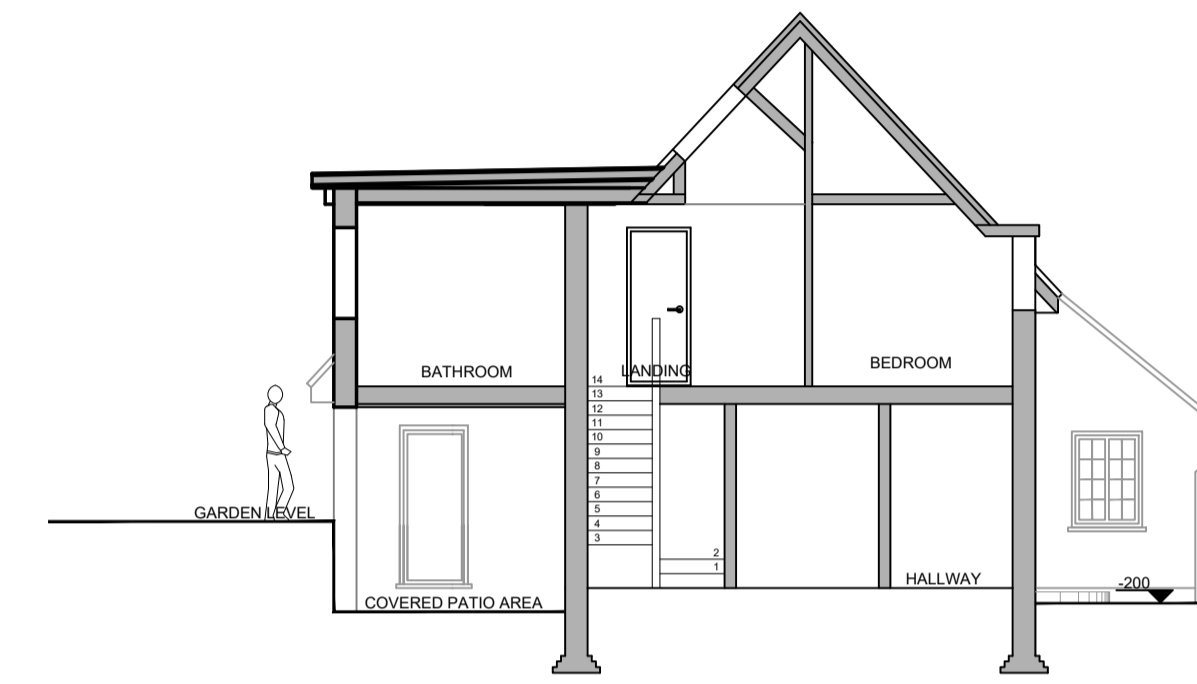 BATHROOM
LANDING
BEDROOM
14
13
12
11
10
9
8
7
6
5
4
3
2
1
GARDEN LEVEL
HALLWAY
-200
COVERED PATIO AREA